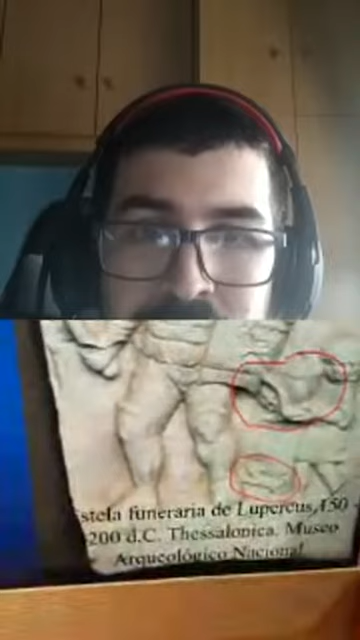 stela funeraria de Lupercus,150 -
200 d.C. Thessalonica. Museo
Arqueológico Nacional